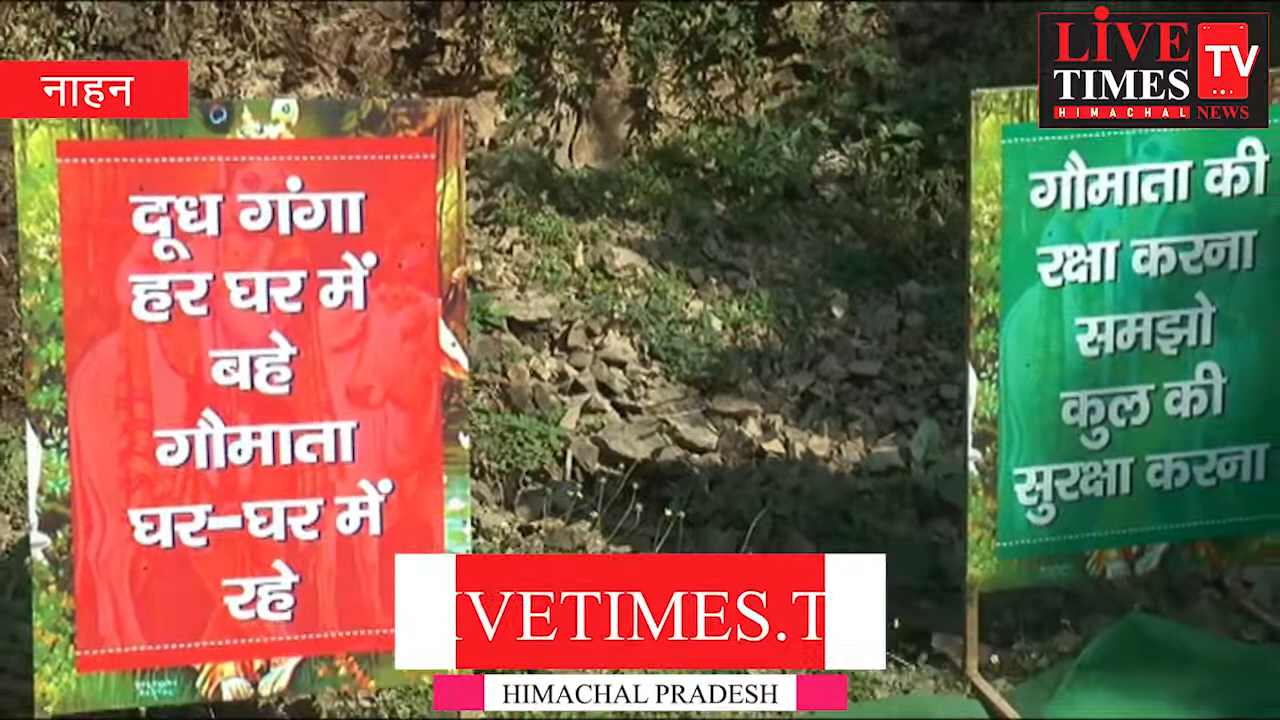 नाहन
LIVE
TIMES
TV
HIMACHAL NEWS
दूध गंगा
हर घर में
बहे
गौमाता
घर-घर में
रहे
गौमाता की
रक्षा करना
समझो
कुल की
सुरक्षा करना
IVETIMES.T
HIMACHAL PRADESH